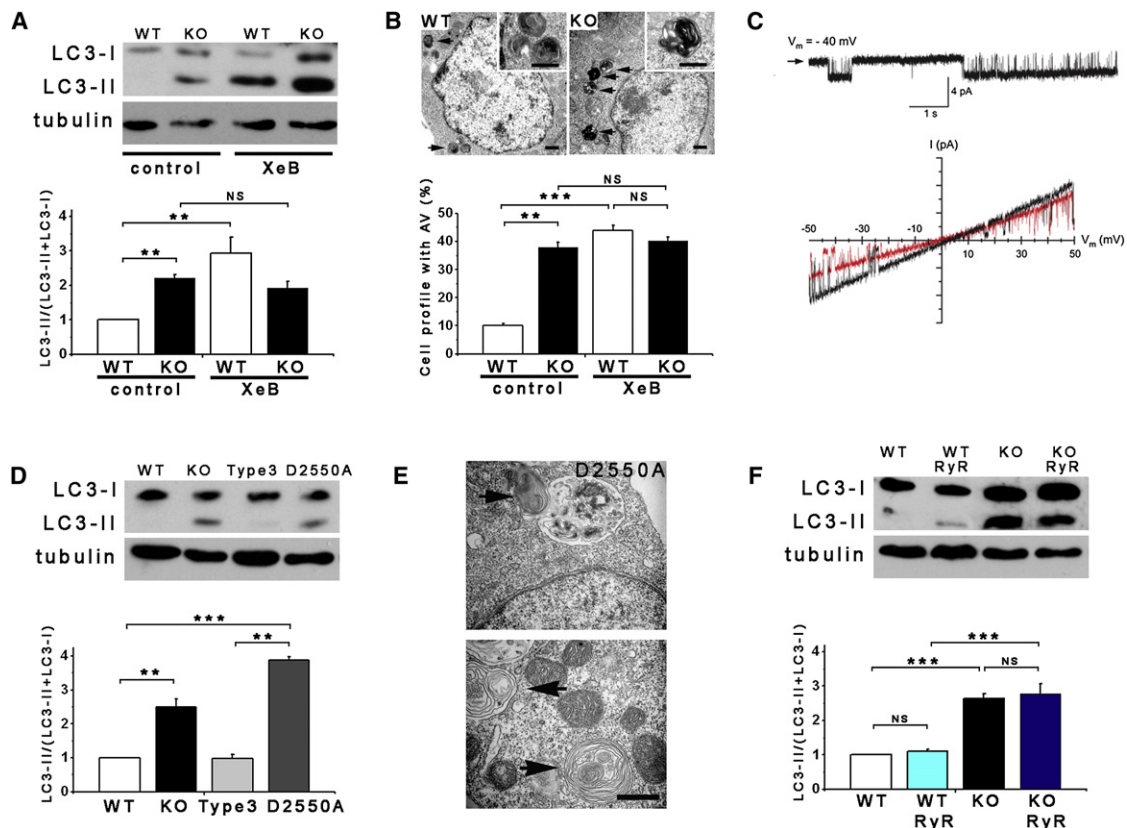 A
WT KO WT KO
LC3-I
LC3-II
tubulin
control XeB
LC3-II/(LC3-II+LC3-I)
4
3
2
1
0
**
**
NS
WT KO WT KO
control XeB
B
WT KO
Cell profile with AV (%)
50
40
30
20
10
0
NS
***
NS
**
WT KO WT KO
control XeB
C
Vm = - 40 mV
4 pA
1 s
I (pA)
-50 -30 -10 10 30 50
Vm (mV)
D
WT KO Type3 D2550A
LC3-I
LC3-II
tubulin
LC3-II/(LC3-II+LC3-I)
4
3
2
1
0
***
**
**
WT KO Type3 D2550A
E
D2550A
F
WT WT RyR KO KO RyR
LC3-I
LC3-II
tubulin
LC3-II/(LC3-II+LC3-I)
4
3
2
1
0
***
***
NS
NS
WT WT RyR KO KO RyR